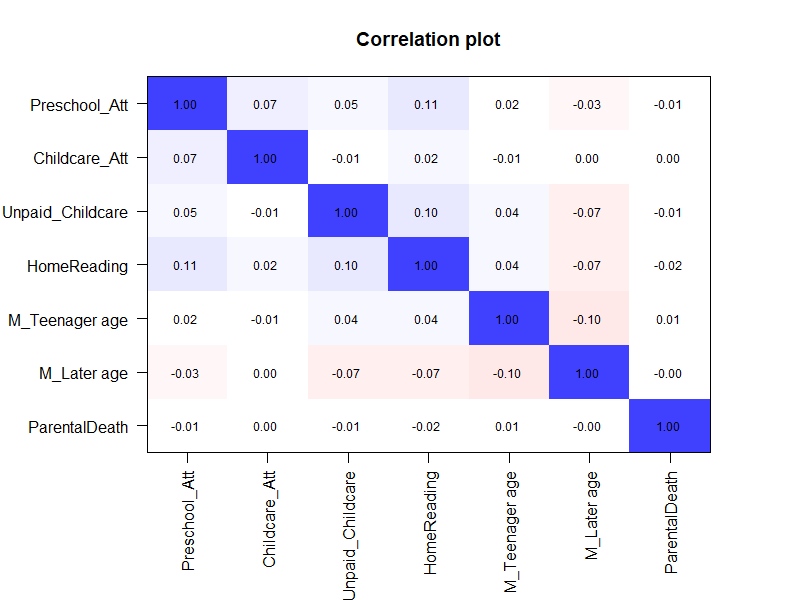 Correlation plot
Preschool_Att 1.00 0.07 0.05 0.11 0.02 -0.03 -0.01
Childcare_Att 0.07 1.00 -0.01 0.02 -0.01 0.00 0.00
Unpaid_Childcare 0.05 -0.01 1.00 0.10 0.04 -0.07 -0.01
HomeReading 0.11 0.02 0.10 1.00 0.04 -0.07 -0.02
M_Teenager age 0.02 -0.01 0.04 0.04 1.00 -0.10 0.01
M_Later age -0.03 0.00 -0.07 -0.07 -0.10 1.00 -0.00
ParentalDeath -0.01 0.00 -0.01 -0.02 0.01 -0.00 1.00
Preschool_Att
Childcare_Att
Unpaid_Childcare
HomeReading
M_Teenager age
M_Later age
ParentalDeath